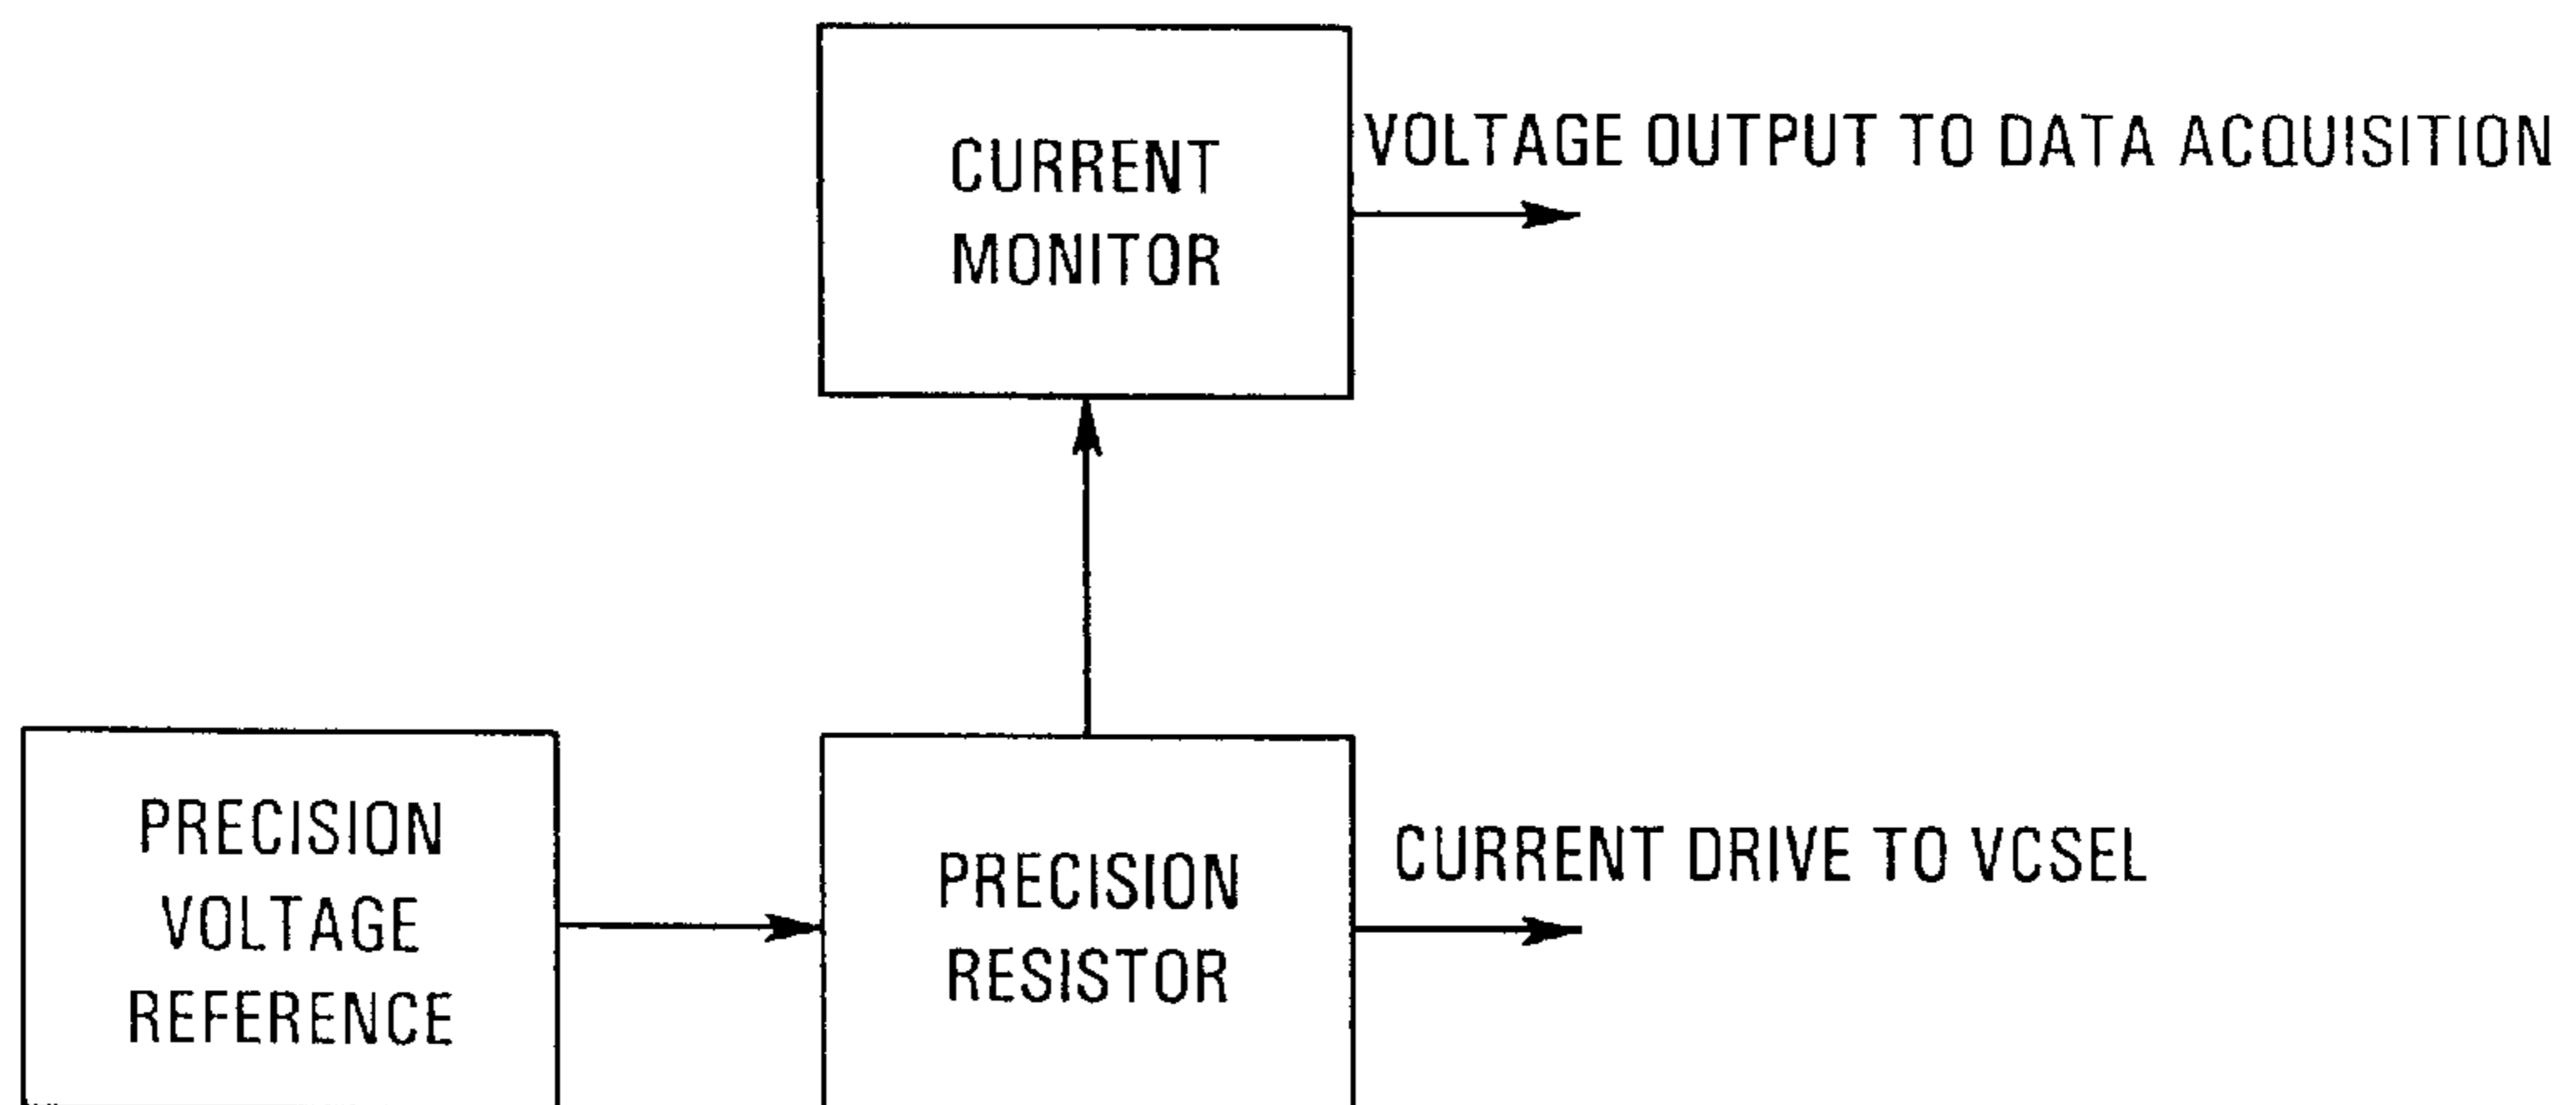 CURRENT
MONITOR
VOLTAGE OUTPUT TO DATA ACQUISITION
PRECISION
VOLTAGE
REFERENCE
PRECISION
RESISTOR
CURRENT DRIVE TO VCSEL